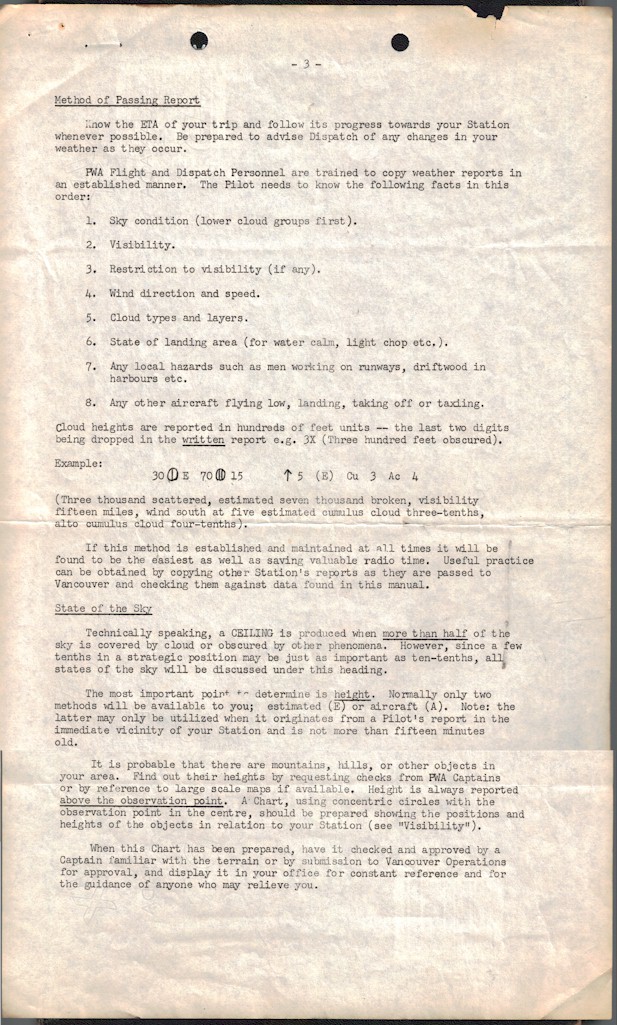 - 3 -
Method of Passing Report
Know the ETA of your trip and follow its progress towards your Station
whenever possible. Be prepared to advise Dispatch of any changes in your
weather as they occur.
PWA Flight and Dispatch Personnel are trained to copy weather reports in
an established manner. The Pilot needs to know the following facts in this
order:
1. Sky condition (lower cloud groups first).
2. Visibility.
3. Restriction to visibility (if any).
4. Wind direction and speed.
5. Cloud types and layers.
6. State of landing area (for water calm, light chop etc.).
7. Any local hazards such as men working on runways, driftwood in
harbours etc.
8. Any other aircraft flying low, landing, taking off or taxiing.
Cloud heights are reported in hundreds of feet units -- the last two digits
being dropped in the written report e.g. 3X (Three hundred feet obscured).
Example:
30 ⦶ E 70 ⦷ 15 ↑ 5 (E) Cu 3 Ac 4
(Three thousand scattered, estimated seven thousand broken, visibility
fifteen miles, wind south at five estimated cumulus cloud three-tenths,
alto cumulus cloud four-tenths).
If this method is established and maintained at all times it will be
found to be the easiest as well as saving valuable radio time. Useful practice
can be obtained by copying other Station's reports as they are passed to
Vancouver and checking them against data found in this manual.
State of the Sky
Technically speaking, a CEILING is produced when more than half of the
sky is covered by cloud or obscured by other phenomena. However, since a few
tenths in a strategic position may be just as important as ten-tenths, all
states of the sky will be discussed under this heading.
The most important point to determine is height. Normally only two
methods will be available to you; estimated (E) or aircraft (A). Note: the
latter may only be utilized when it originates from a Pilot's report in the
immediate vicinity of your Station and is not more than fifteen minutes
old.
It is probable that there are mountains, hills, or other objects in
your area. Find out their heights by requesting checks from PWA Captains
or by reference to large scale maps if available. Height is always reported
above the observation point. A Chart, using concentric circles with the
observation point in the centre, should be prepared showing the positions and
heights of the objects in relation to your Station (see "Visibility").
When this Chart has been prepared, have it checked and approved by a
Captain familiar with the terrain or by submission to Vancouver Operations
for approval, and display it in your office for constant reference and for
the guidance of anyone who may relieve you.